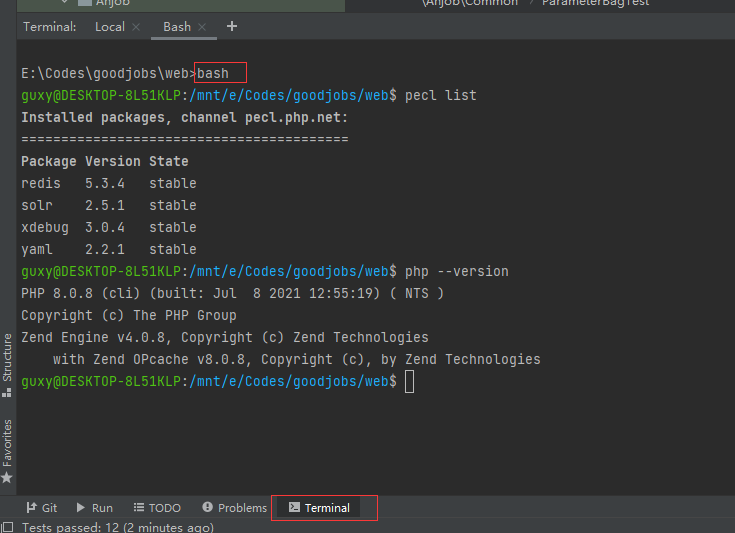 Anjob
\Anjob\Common
ParameterBagTest
Terminal: Local × Bash × +
E:\Codes\goodjobs\web>bash
guxy@DESKTOP-8L51KLP:/mnt/e/Codes/goodjobs/web$ pecl list
Installed packages, channel pecl.php.net:
=========================================
Package Version State
redis   5.3.4   stable
solr    2.5.1   stable
xdebug  3.0.4   stable
yaml    2.2.1   stable
guxy@DESKTOP-8L51KLP:/mnt/e/Codes/goodjobs/web$ php --version
PHP 8.0.8 (cli) (built: Jul  8 2021 12:55:19) ( NTS )
Copyright (c) The PHP Group
Zend Engine v4.0.8, Copyright (c) Zend Technologies
    with Zend OPcache v8.0.8, Copyright (c), by Zend Technologies
guxy@DESKTOP-8L51KLP:/mnt/e/Codes/goodjobs/web$
Structure
Favorites
Git Run TODO Problems Terminal
Tests passed: 12 (2 minutes ago)